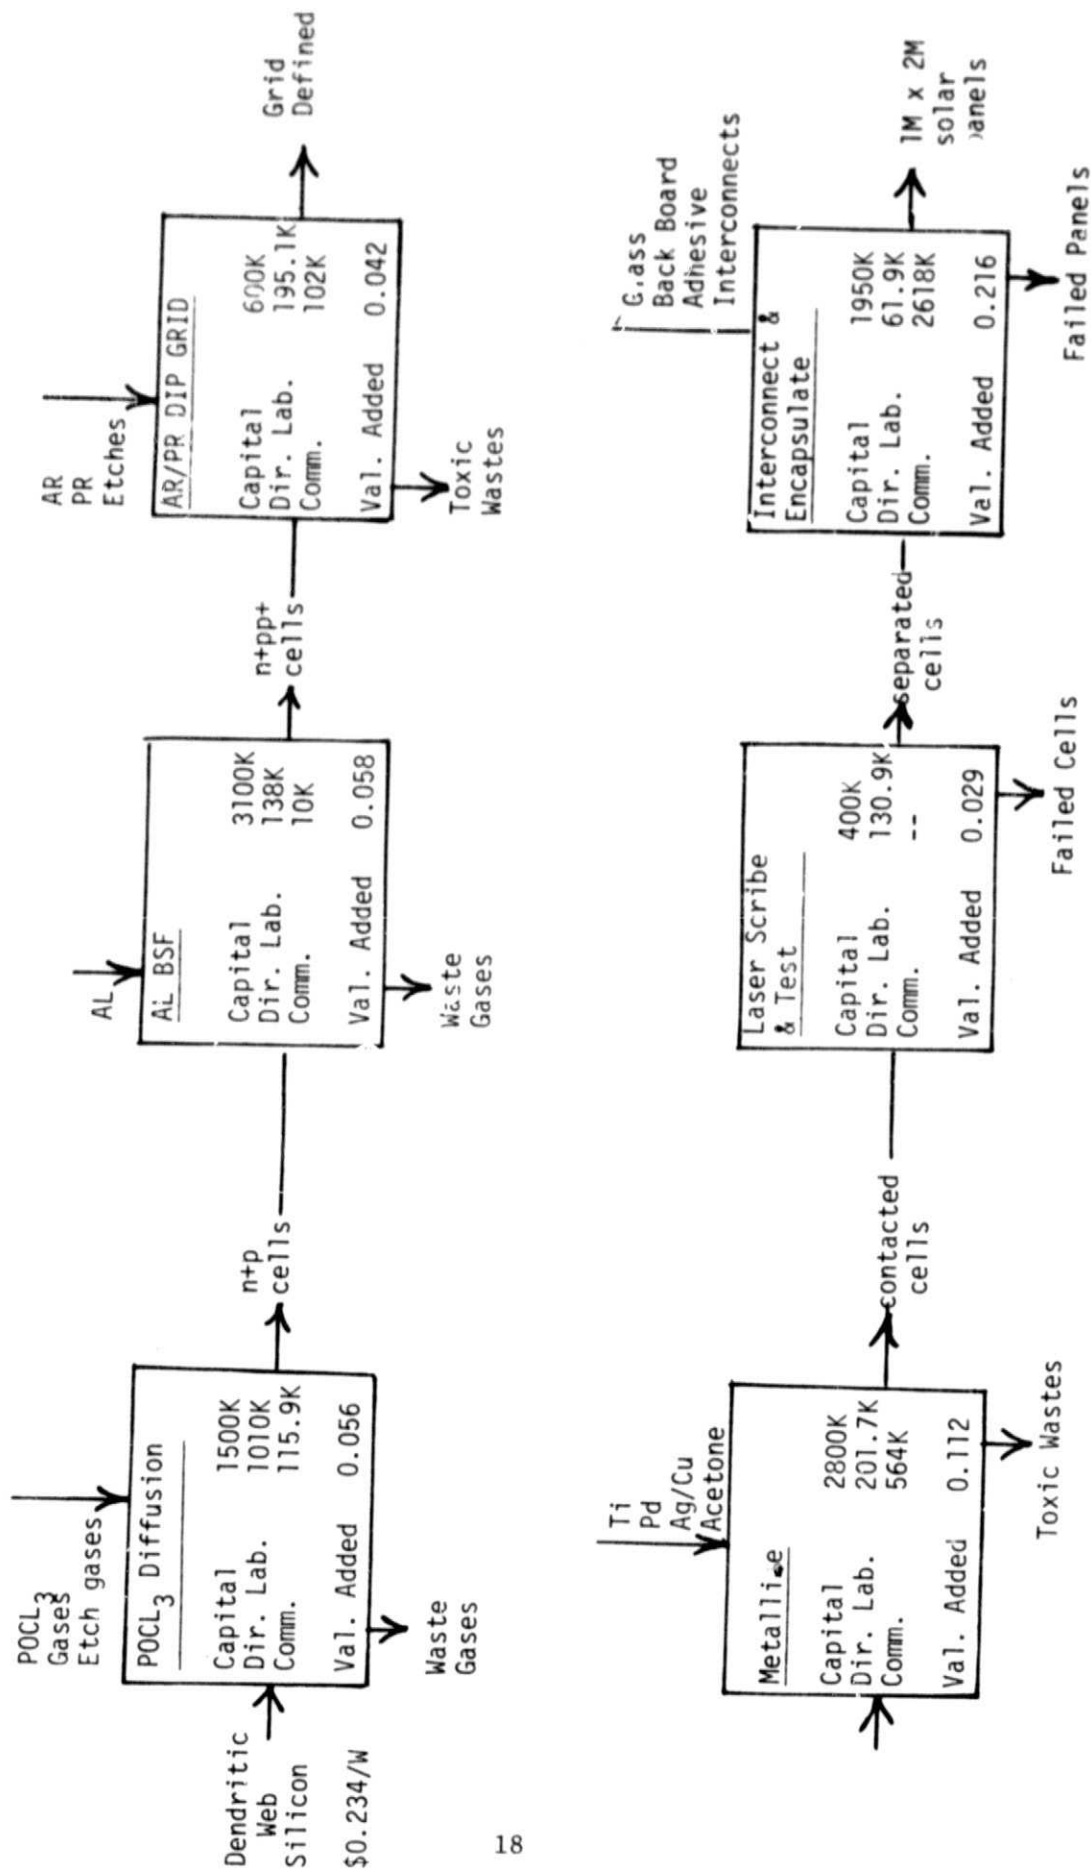 POCL3
Gases
Etch gases
Dendritic
Web
Silicon
$0.234/W
POCL3 Diffusion
Capital 1500K
Dir. Lab. 1010K
Comm. 115.9K
Val. Added 0.056
Waste
Gases
n+p
cells
AL
AL BSF
Capital 3100K
Dir. Lab. 138K
Comm. 10K
Val. Added 0.058
Waste
Gases
n+pp+
cells
AR
PR
Etches
AR/PR DIP GRID
Capital 600K
Dir. Lab. 195.1K
Comm. 102K
Val. Added 0.042
Toxic
Wastes
Grid
Defined
Ti
Pd
Ag/Cu
Acetone
Metallize
Capital 2800K
Dir. Lab. 201.7K
Comm. 564K
Val. Added 0.112
Toxic Wastes
contacted
cells
Laser Scribe
& Test
Capital 400K
Dir. Lab. 130.9K
Comm. --
Val. Added 0.029
Failed Cells
separated
cells
Glass
Back Board
Adhesive
Interconnects
Interconnect &
Encapsulate
Capital 1950K
Dir. Lab. 61.9K
Comm. 2618K
Val. Added 0.216
Failed Panels
1M x 2M
solar
panels
18